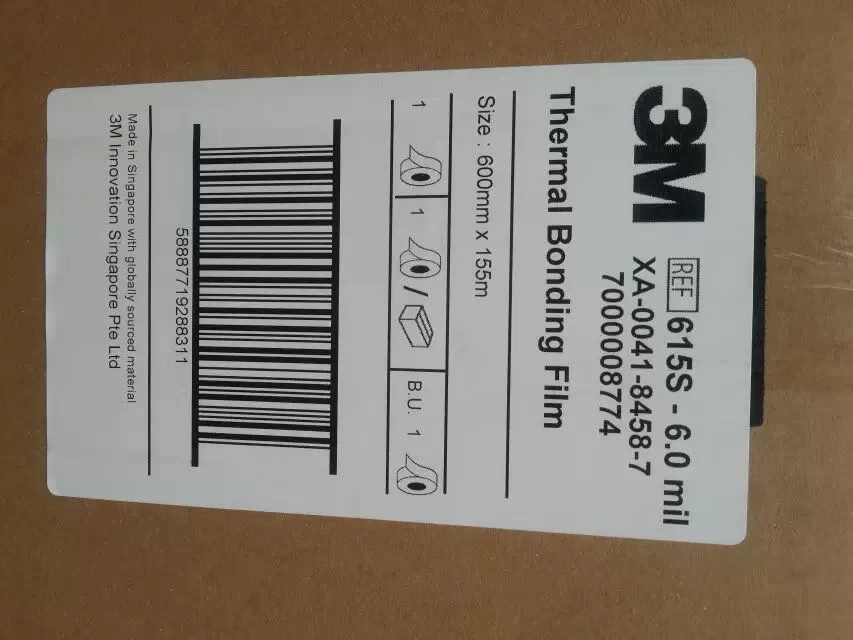 3M
REF 615S - 6.0 mil
XA-0041-8458-7
7000008774
Thermal Bonding Film
Size : 600mm x 155m
1 1 / B.U. 1
58887719288311
Made in Singapore with globally sourced material
3M Innovation Singapore Pte Ltd